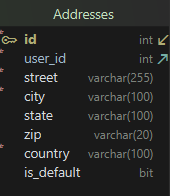 Addresses
* id int
user_id int
* street varchar(255)
* city varchar(100)
* state varchar(100)
zip varchar(20)
* country varchar(100)
is_default bit